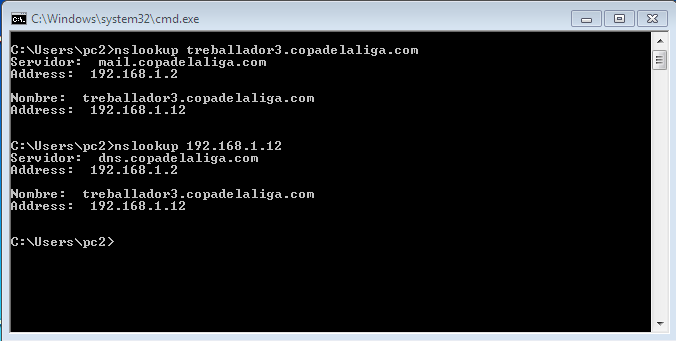 C:\Windows\system32\cmd.exe
C:\Users\pc2>nslookup treballador3.copadelaliga.com
Servidor:  mail.copadelaliga.com
Address:  192.168.1.2
Nombre:  treballador3.copadelaliga.com
Address:  192.168.1.12
C:\Users\pc2>nslookup 192.168.1.12
Servidor:  dns.copadelaliga.com
Address:  192.168.1.2
Nombre:  treballador3.copadelaliga.com
Address:  192.168.1.12
C:\Users\pc2>